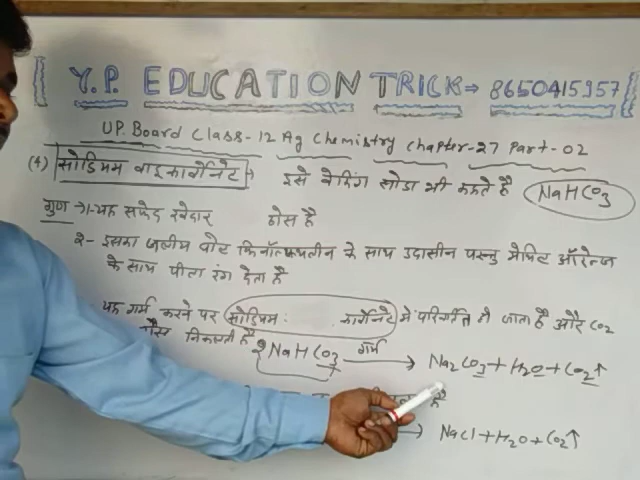 Y.P. EDUCATION TRICK → 8650415957
U.P. Board Class-12 Ag Chemistry Chapter-27 Part-02
(4) सोडियम बाइकार्बोनेट → इसे बेकिंग सोडा भी कहते हैं NaHCO3
गुण → 1- यह सफेद रवेदार ठोस है
2- इसका जलीय घोल फिनॉल्फ्थलीन के साथ उदासीन परन्तु मेथिल ऑरेन्ज
के साथ पीला रंग देता है
यह गर्म करने पर सोडियम कार्बोनेट में परिवर्तित हो जाता है और CO2
गैस निकलती है
2NaHCO3 गर्म → Na2CO3 + H2O + CO2↑
है
→ NaCl + H2O + CO2↑